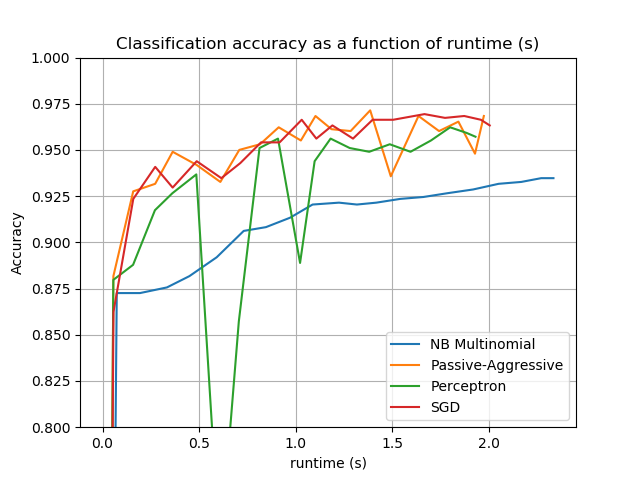 Classification accuracy as a function of runtime (s)
1.000
0.975
0.950
0.925
0.900
0.875
0.850
0.825
0.800
Accuracy
0.0 0.5 1.0 1.5 2.0
runtime (s)
NB Multinomial
Passive-Aggressive
Perceptron
SGD